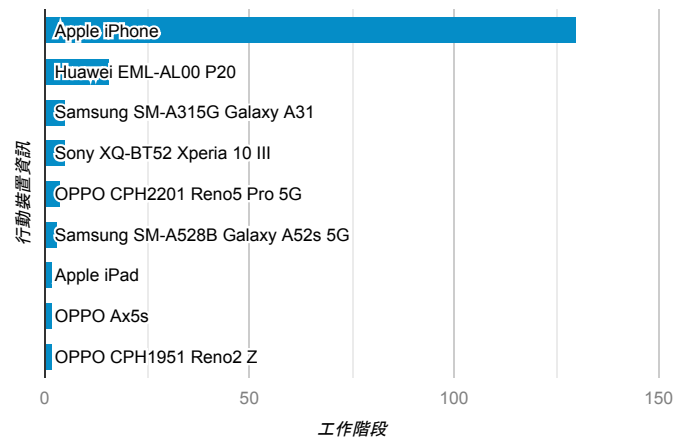 Apple iPhone
Huawei EML-AL00 P20
Samsung SM-A315G Galaxy A31
Sony XQ-BT52 Xperia 10 III
OPPO CPH2201 Reno5 Pro 5G
Samsung SM-A528B Galaxy A52s 5G
Apple iPad
OPPO Ax5s
OPPO CPH1951 Reno2 Z
行動裝置資訊
0 50 100 150
工作階段